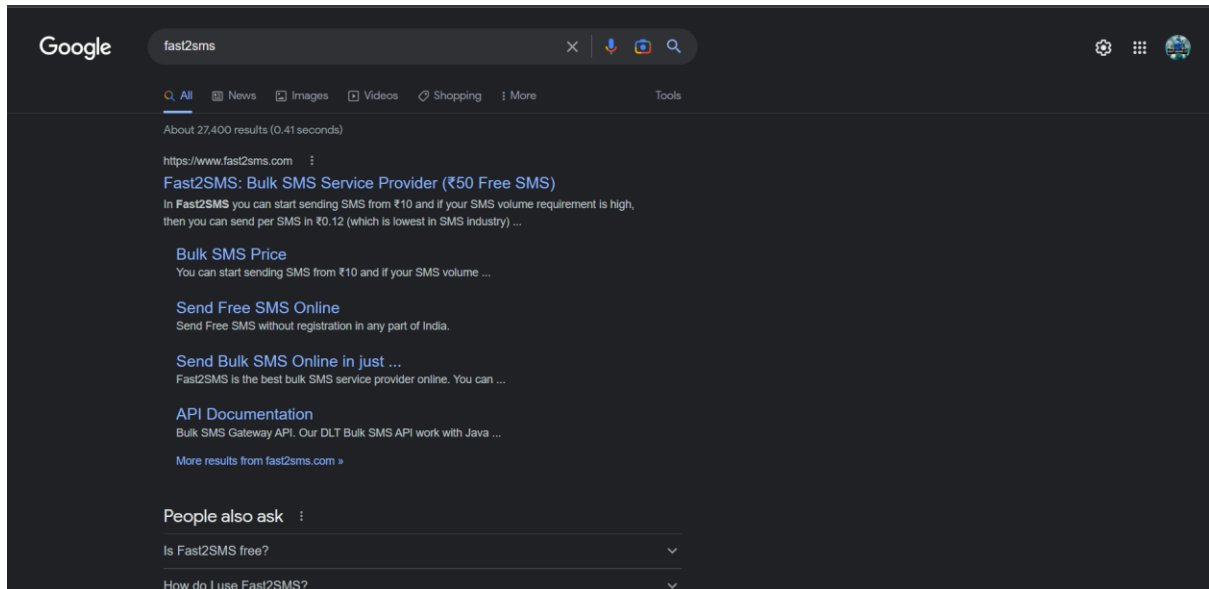 Google
fast2sms
All News Images Videos Shopping More Tools
About 27,400 results (0.41 seconds)
https://www.fast2sms.com
Fast2SMS: Bulk SMS Service Provider (₹50 Free SMS)
In Fast2SMS you can start sending SMS from ₹10 and if your SMS volume requirement is high,
then you can send per SMS in ₹0.12 (which is lowest in SMS industry) ...
Bulk SMS Price
You can start sending SMS from ₹10 and if your SMS volume ...
Send Free SMS Online
Send Free SMS without registration in any part of India.
Send Bulk SMS Online in just ...
Fast2SMS is the best bulk SMS service provider online. You can ...
API Documentation
Bulk SMS Gateway API. Our DLT Bulk SMS API work with Java ...
More results from fast2sms.com »
People also ask
Is Fast2SMS free?
How do I use Fast2SMS?